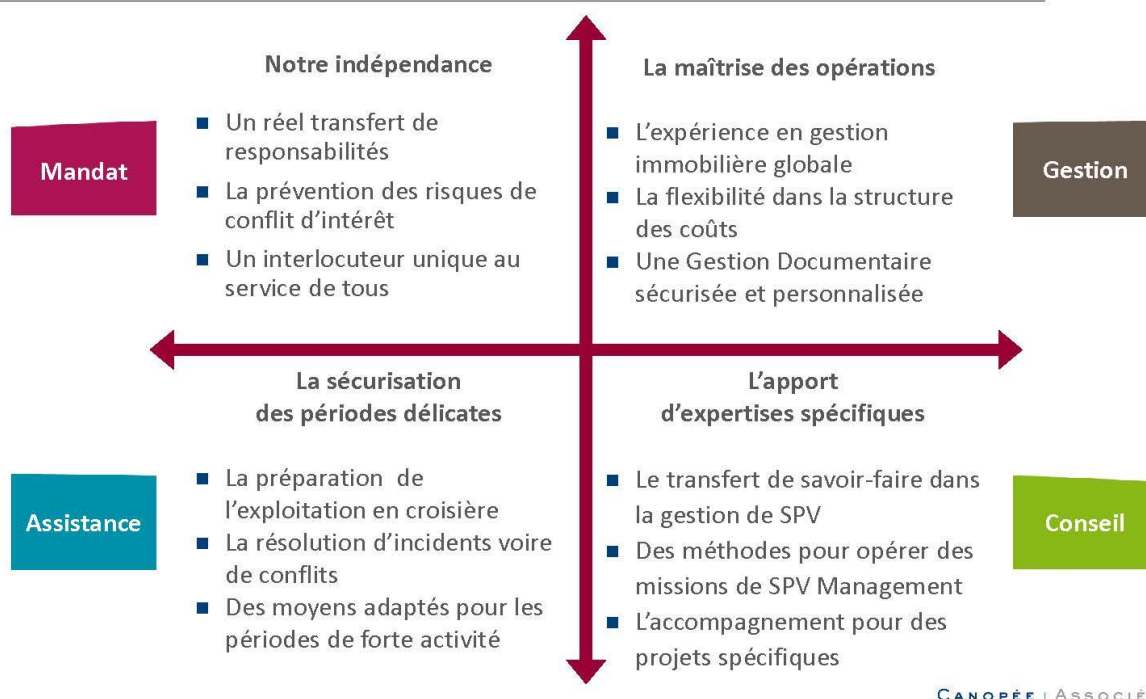 Notre indépendance
Mandat
Un réel transfert de
responsabilités
La prévention des risques de
conflit d'intérêt
Un interlocuteur unique au
service de tous
La maîtrise des opérations
L'expérience en gestion
immobilière globale
La flexibilité dans la structure
des coûts
Une Gestion Documentaire
sécurisée et personnalisée
Gestion
La sécurisation
des périodes délicates
Assistance
La préparation de
l'exploitation en croisière
La résolution d'incidents voire
de conflits
Des moyens adaptés pour les
périodes de forte activité
L'apport
d'expertises spécifiques
Le transfert de savoir-faire dans
la gestion de SPV
Des méthodes pour opérer des
missions de SPV Management
L'accompagnement pour des
projets spécifiques
Conseil
CANOPÉE | ASSOCIÉ